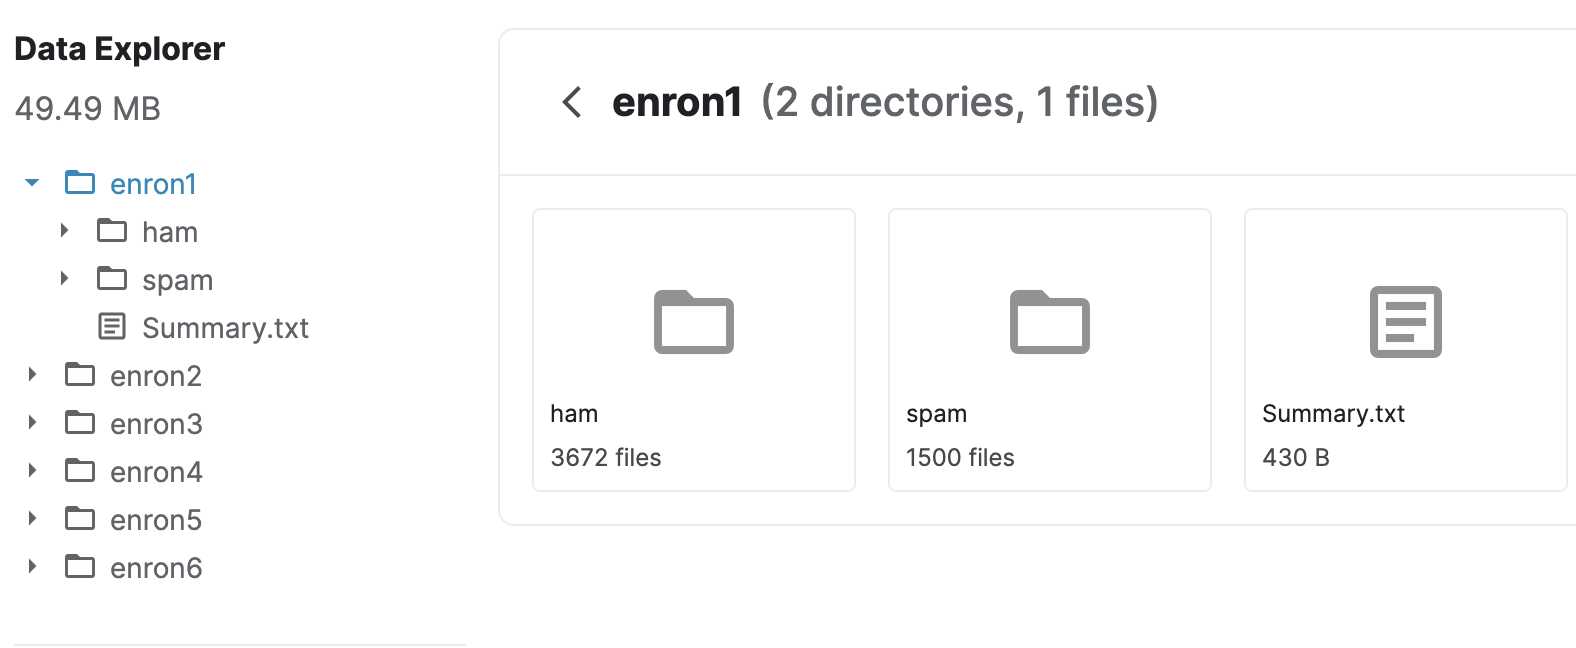 Data Explorer
49.49 MB
enron1
ham
spam
Summary.txt
enron2
enron3
enron4
enron5
enron6
enron1 (2 directories, 1 files)
ham
3672 files
spam
1500 files
Summary.txt
430 B